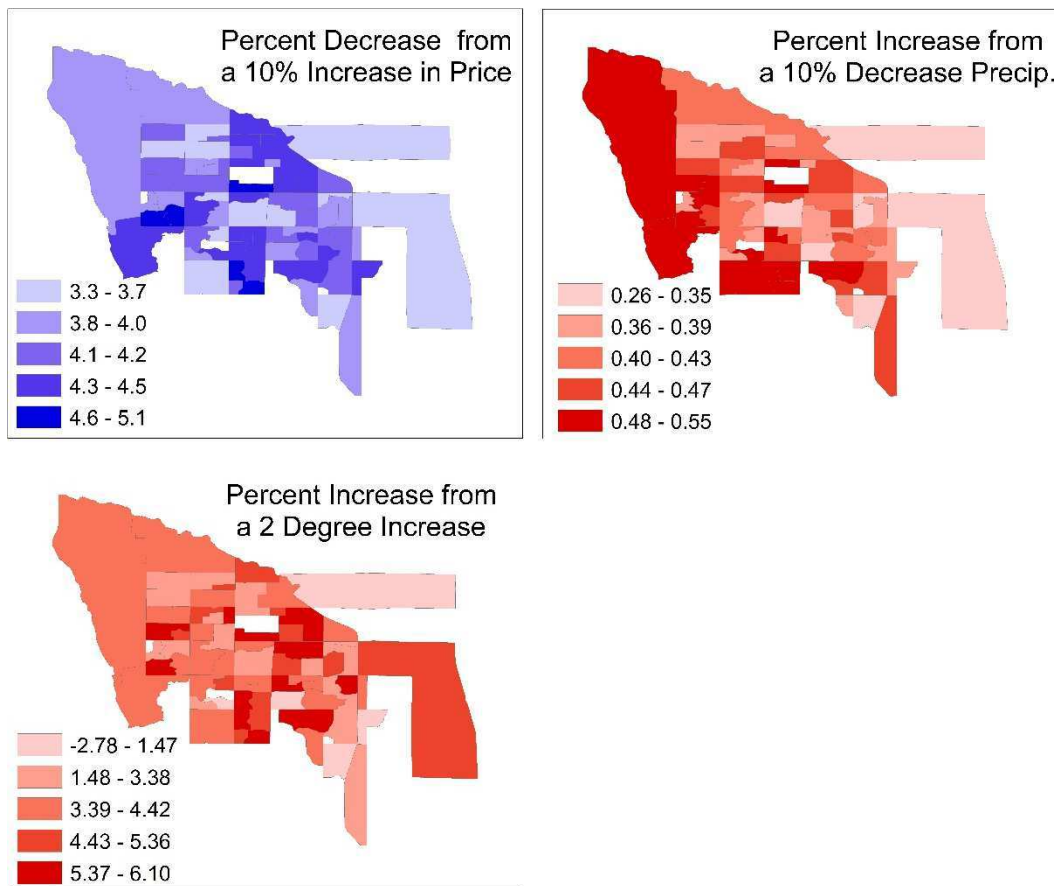 Percent Decrease from
a 10% Increase in Price
3.3 - 3.7
3.8 - 4.0
4.1 - 4.2
4.3 - 4.5
4.6 - 5.1
Percent Increase from
a 10% Decrease Precip.
0.26 - 0.35
0.36 - 0.39
0.40 - 0.43
0.44 - 0.47
0.48 - 0.55
Percent Increase from
a 2 Degree Increase
-2.78 - 1.47
1.48 - 3.38
3.39 - 4.42
4.43 - 5.36
5.37 - 6.10